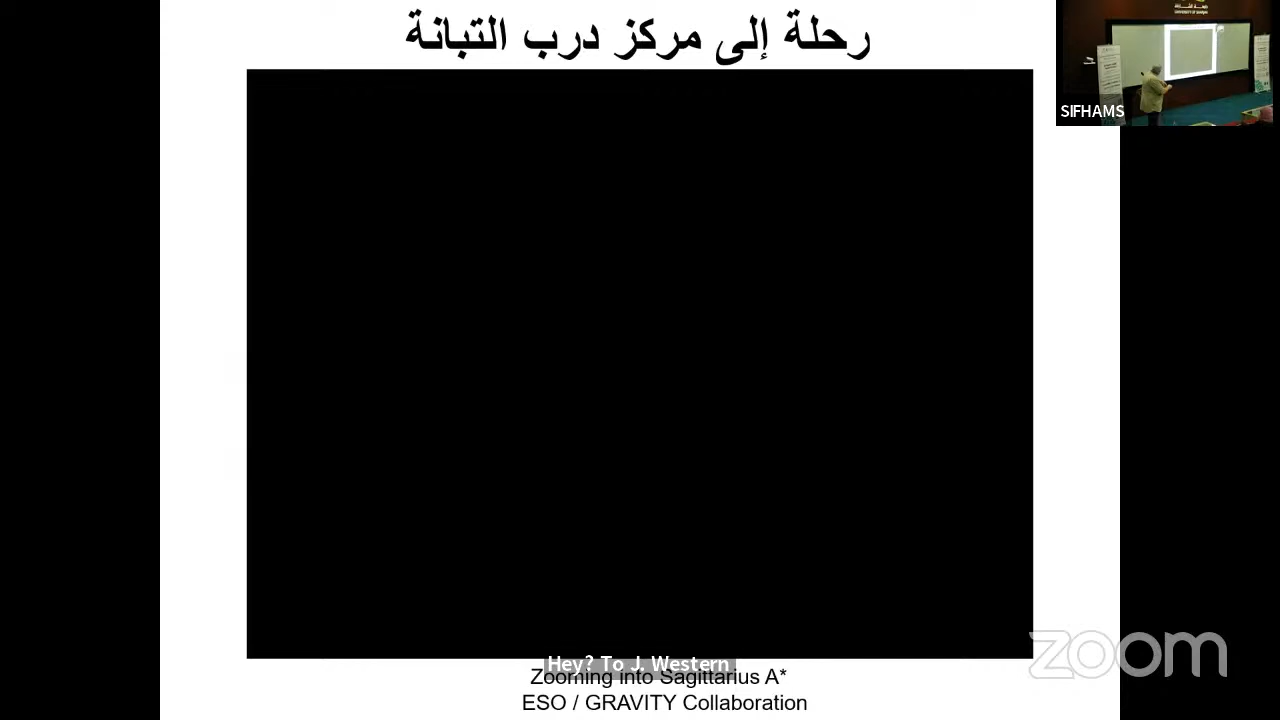 رحلة إلى مركز درب التبانة
SIFHAMS
Hey? To J. Western
Zooming into Sagittarius A*
ESO / GRAVITY Collaboration
zoom